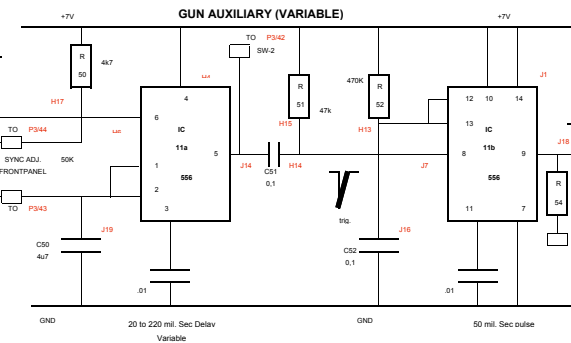 GUN AUXILIARY (VARIABLE)
+7V
+7V
TO P3/42
SW-2
R
50
4k7
H17
4
6
TO P3/44
SYNC ADJ. 50K
FRONTPANEL
IC
11a
556
1
2
3
5
TO P3/43
J19
C50
4u7
.01
J14
C51
0,1
H14
R
51
47k
H15
470K
R
52
H13
trig.
J16
C52
0,1
J7
J1
12 10 14
13
IC
11b
556
8
9
11
7
J18
R
54
.01
GND
20 to 220 mil. Sec Delay
Variable
GND
50 mil. Sec pulse